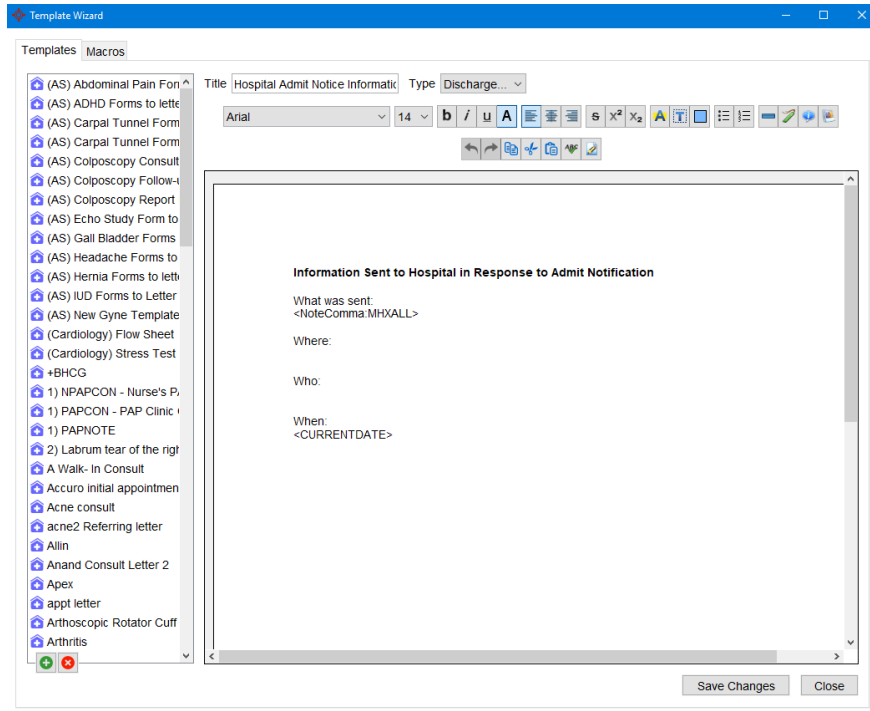 Template Wizard
Templates
Macros
(AS) Abdominal Pain Forr
(AS) ADHD Forms to lette
(AS) Carpal Tunnel Form
(AS) Carpal Tunnel Form
(AS) Colposcopy Consult
(AS) Colposcopy Follow-u
(AS) Colposcopy Report
(AS) Echo Study Form to
(AS) Gall Bladder Forms
(AS) Headache Forms to
(AS) Hernia Forms to lett
(AS) IUD Forms to Letter
(AS) New Gyne Template
(Cardiology) Flow Sheet
(Cardiology) Stress Test
+BHCG
1) NPAPCON - Nurse's P
1) PAPCON - PAP Clinic
1) PAPNOTE
2) Labrum tear of the righ
A Walk- In Consult
Accuro initial appointmen
Acne consult
acne2 Referring letter
Allin
Anand Consult Letter 2
Apex
appt letter
Arthoscopic Rotator Cuff
Arthritis
Title Hospital Admit Notice Informatic Type Discharge...
Arial 14 b i u A S X² X₂ A T
ABC
Information Sent to Hospital in Response to Admit Notification
What was sent:
<NoteComma:MHXALL>
Where:
Who:
When:
<CURRENTDATE>
Save Changes Close